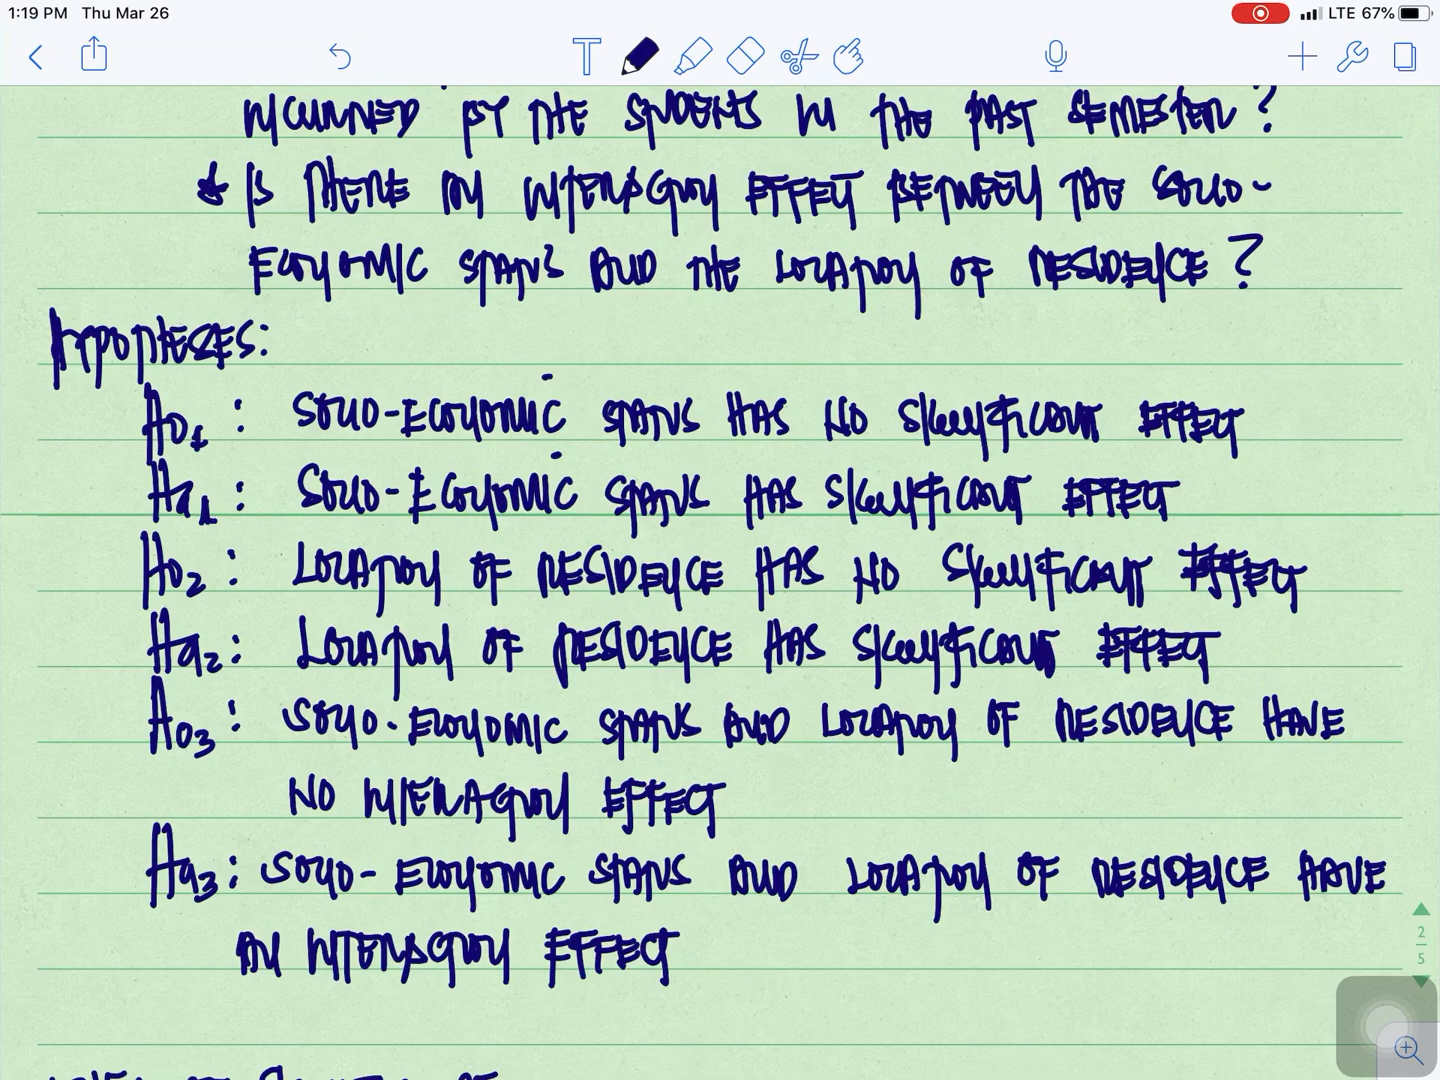 1:19 PM Thu Mar 26
LTE 67%
T
INCURRED BY THE STUDENTS IN THE PAST SEMESTER?
* IS THERE AN INTERACTION EFFECT BETWEEN THE SOCIO-
ECONOMIC STATUS AND THE LOCATION OF RESIDENCE?
HYPOTHESES:
Ho1: SOCIO-ECONOMIC STATUS HAS NO SIGNIFICANT EFFECT
Ha1: SOCIO-ECONOMIC STATUS HAS SIGNIFICANT EFFECT
Ho2: LOCATION OF RESIDENCE HAS NO SIGNIFICANT EFFECT
Ha2: LOCATION OF RESIDENCE HAS SIGNIFICANT EFFECT
Ho3: SOCIO-ECONOMIC STATUS AND LOCATION OF RESIDENCE HAVE
NO INTERACTION EFFECT
Ha3: SOCIO-ECONOMIC STATUS AND LOCATION OF RESIDENCE HAVE
AN INTERACTION EFFECT
2
5